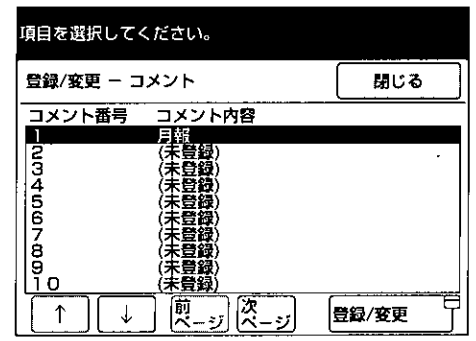 項目を選択してください。
登録/変更 － コメント 閉じる
コメント番号 コメント内容
1 月報
2 (未登録)
3 (未登録)
4 (未登録)
5 (未登録)
6 (未登録)
7 (未登録)
8 (未登録)
9 (未登録)
10 (未登録)
↑ ↓ 前ページ 次ページ 登録/変更